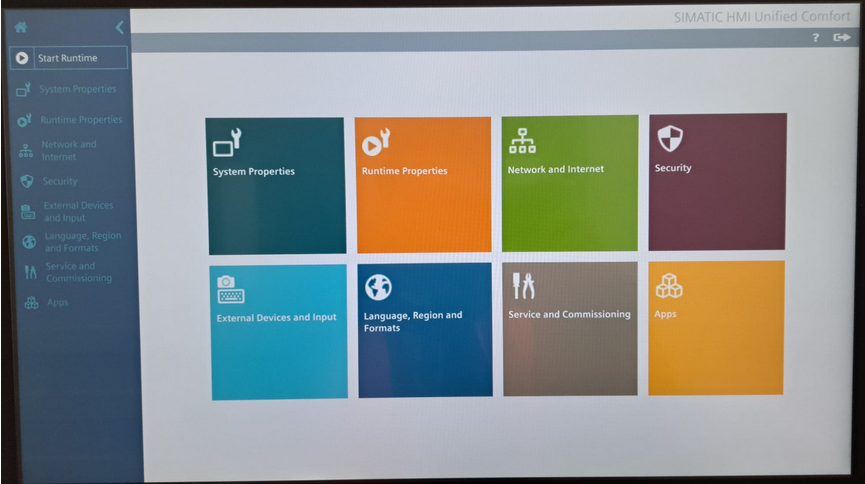 SIMATIC HMI Unified Comfort
?
Start Runtime
System Properties
Runtime Properties
Network and
Internet
Security
External Devices
and Input
Language, Region
and Formats
Service and
Commissioning
Apps
System Properties
Runtime Properties
Network and Internet
Security
External Devices and Input
Language, Region and
Formats
Service and Commissioning
Apps